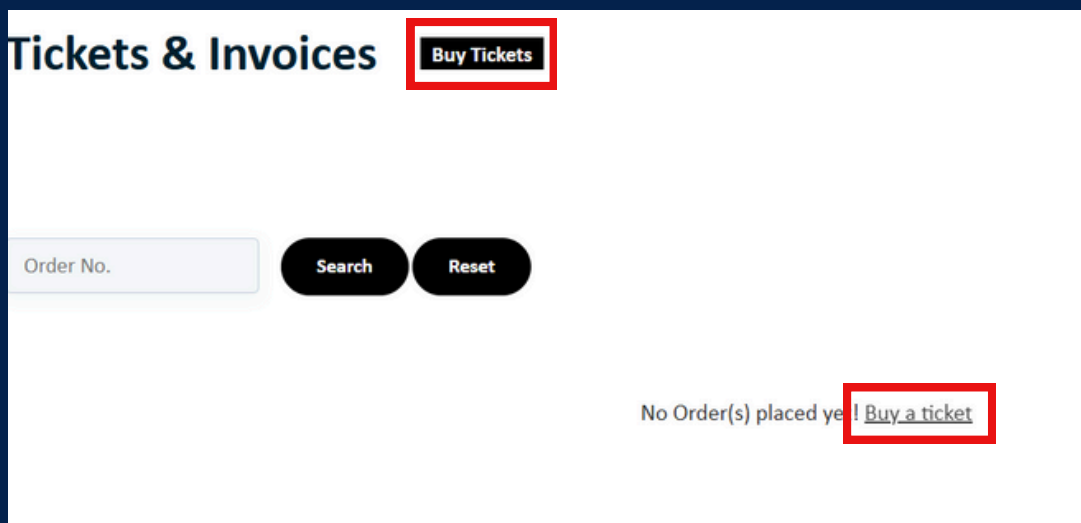 Tickets & Invoices Buy Tickets
Order No. Search Reset
No Order(s) placed ye ! Buy a ticket